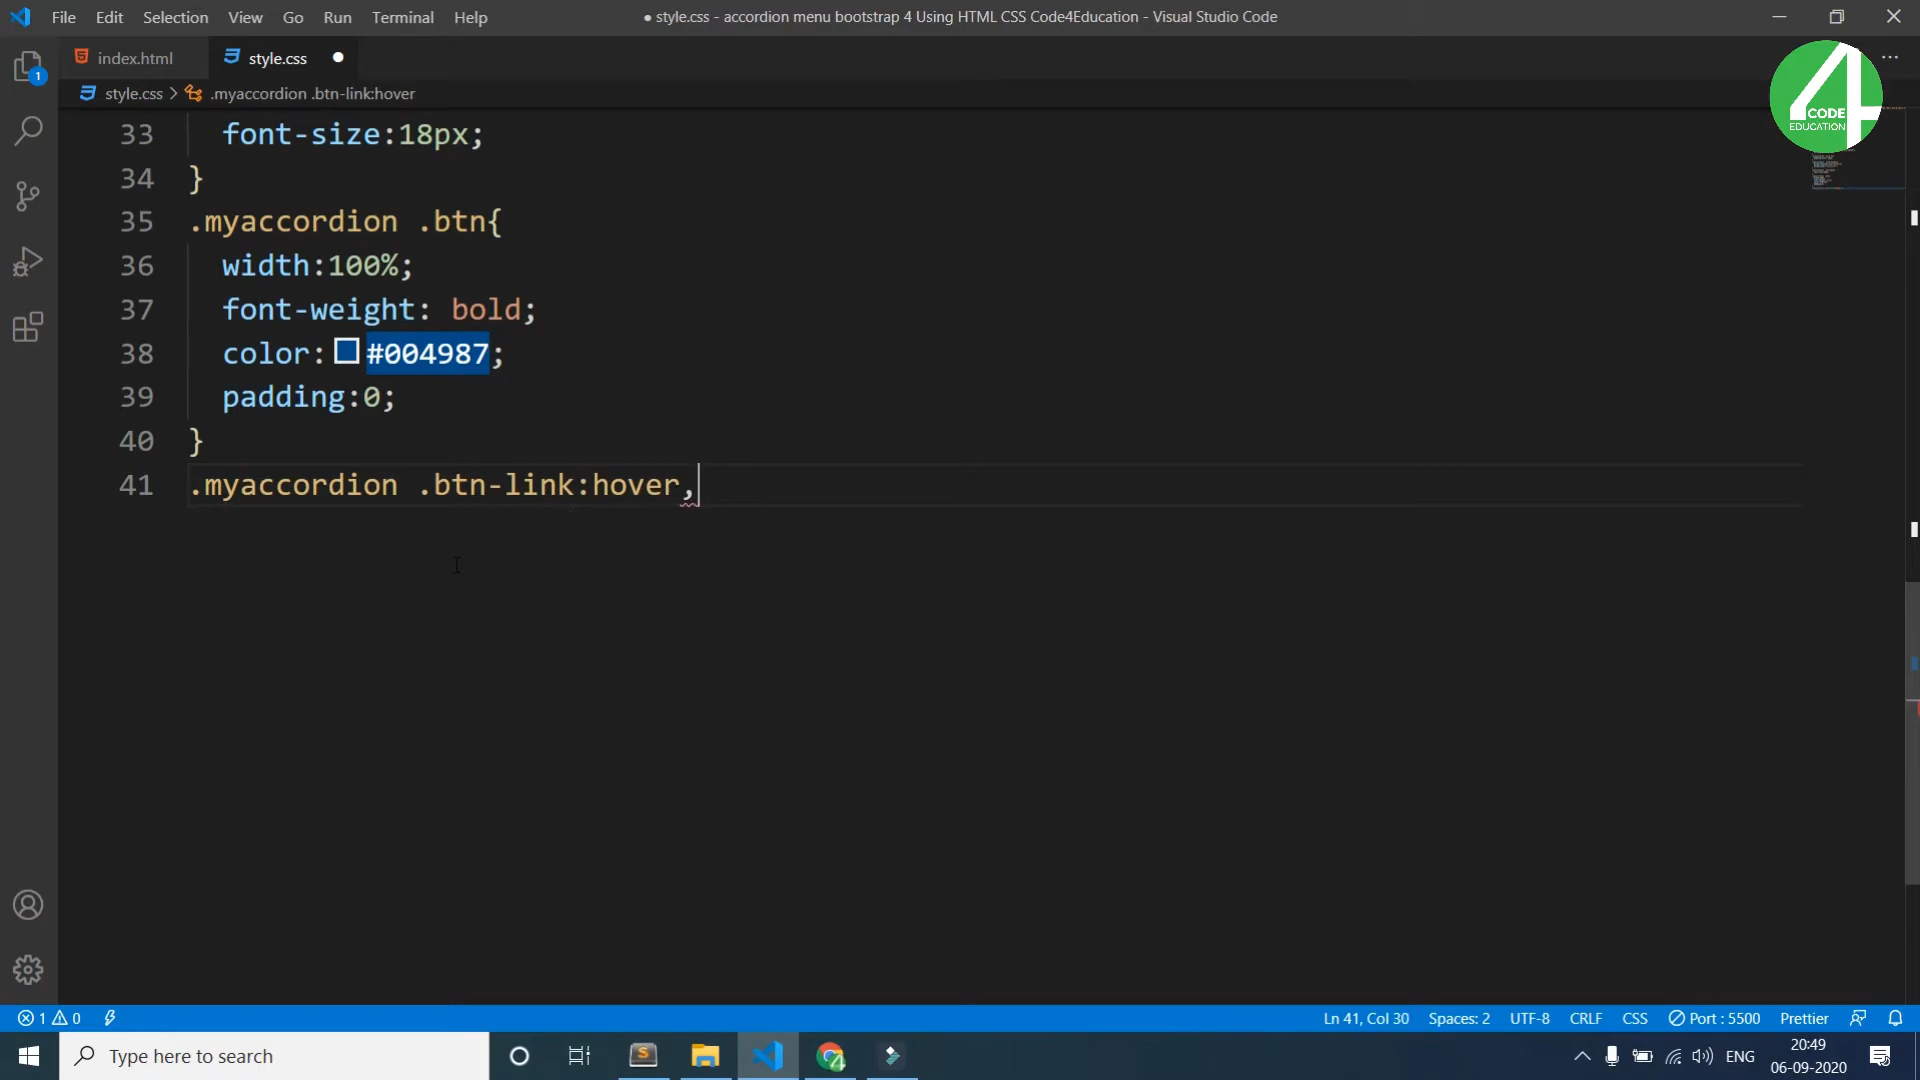 File Edit Selection View Go Run Terminal Help
● style.css - accordion menu bootstrap 4 Using HTML CSS Code4Education - Visual Studio Code
index.html
style.css ●
style.css > .myaccordion .btn-link:hover
4 CODE
EDUCATION
1
33 font-size:18px;
34 }
35 .myaccordion .btn{
36 width:100%;
37 font-weight: bold;
38 color: #004987;
39 padding:0;
40 }
41 .myaccordion .btn-link:hover,
1 0
Ln 41, Col 30 Spaces: 2 UTF-8 CRLF CSS Port : 5500 Prettier
Type here to search
S
4
ENG
20:49
06-09-2020